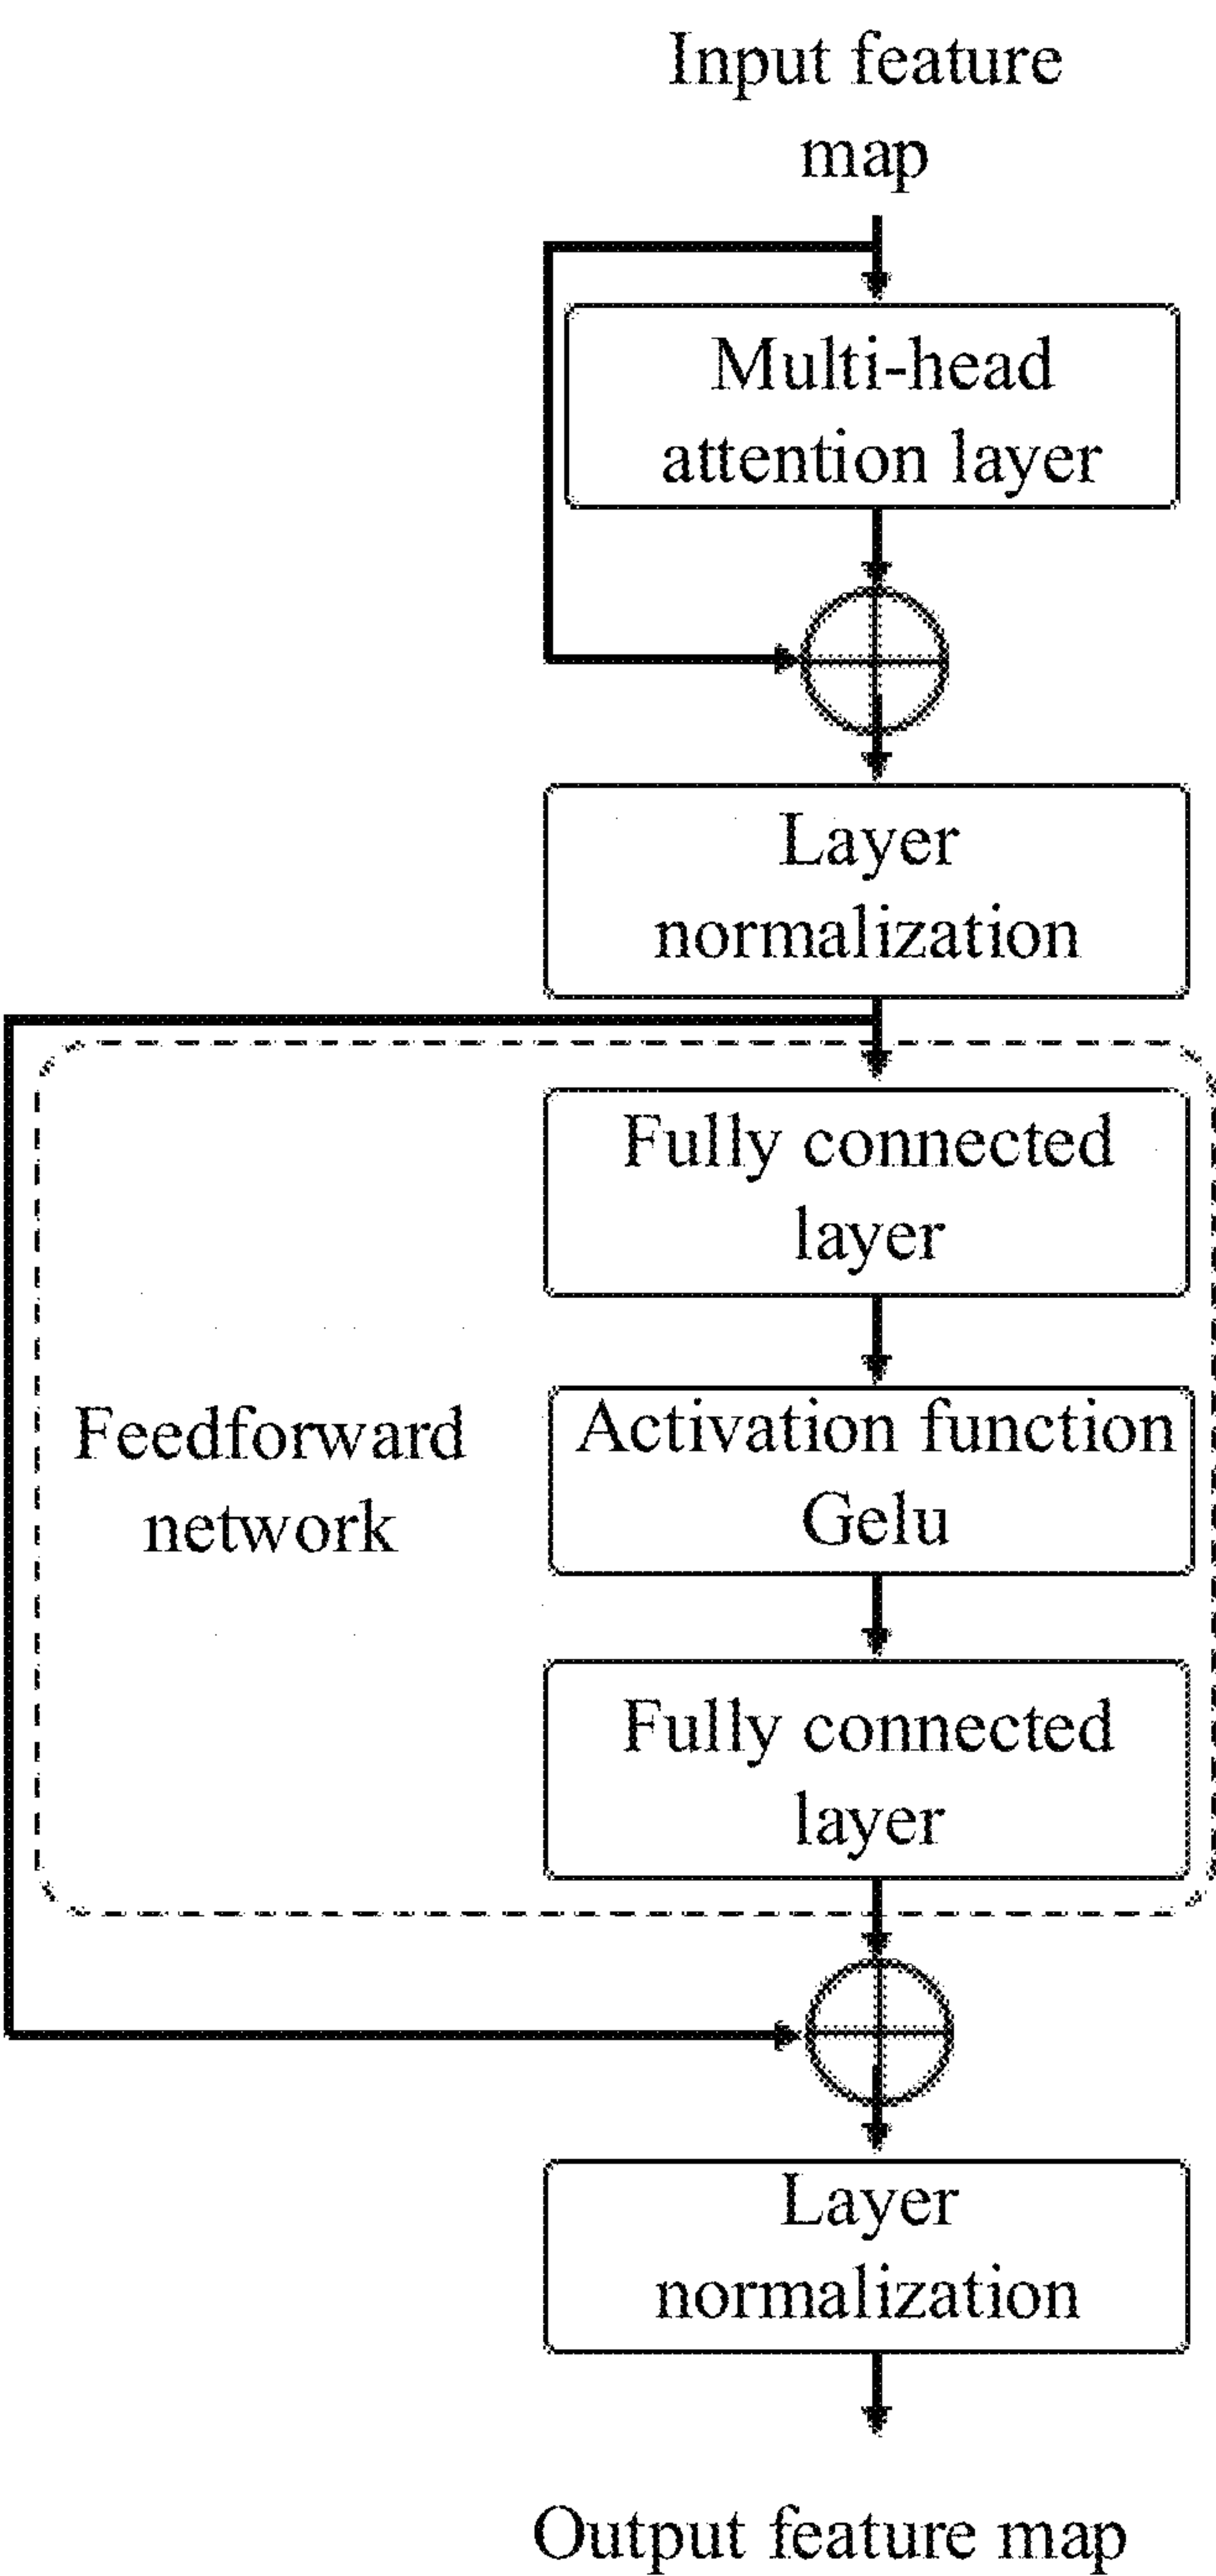 Input feature
map
Multi-head
attention layer
Layer
normalization
Fully connected
layer
Feedforward
network
Activation function
Gelu
Fully connected
layer
Layer
normalization
Output feature map